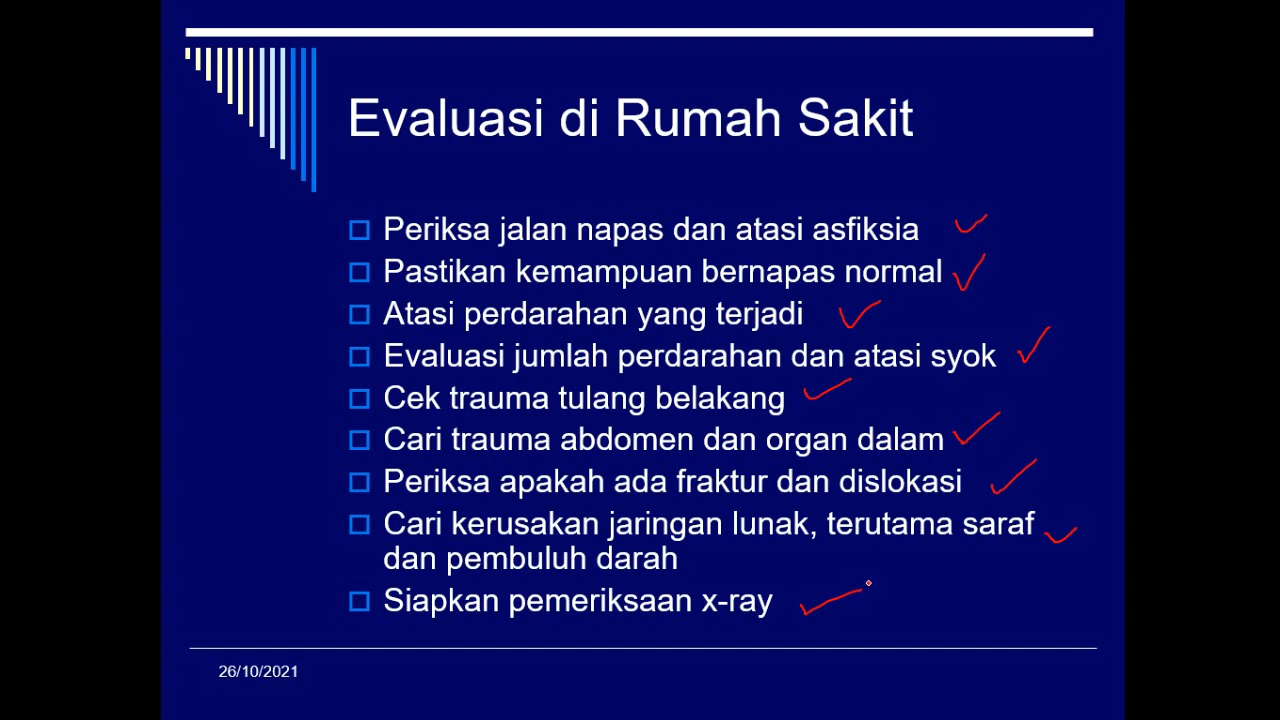 Evaluasi di Rumah Sakit
Periksa jalan napas dan atasi asfiksia
Pastikan kemampuan bernapas normal
Atasi perdarahan yang terjadi
Evaluasi jumlah perdarahan dan atasi syok
Cek trauma tulang belakang
Cari trauma abdomen dan organ dalam
Periksa apakah ada fraktur dan dislokasi
Cari kerusakan jaringan lunak, terutama saraf
dan pembuluh darah
Siapkan pemeriksaan x-ray
26/10/2021